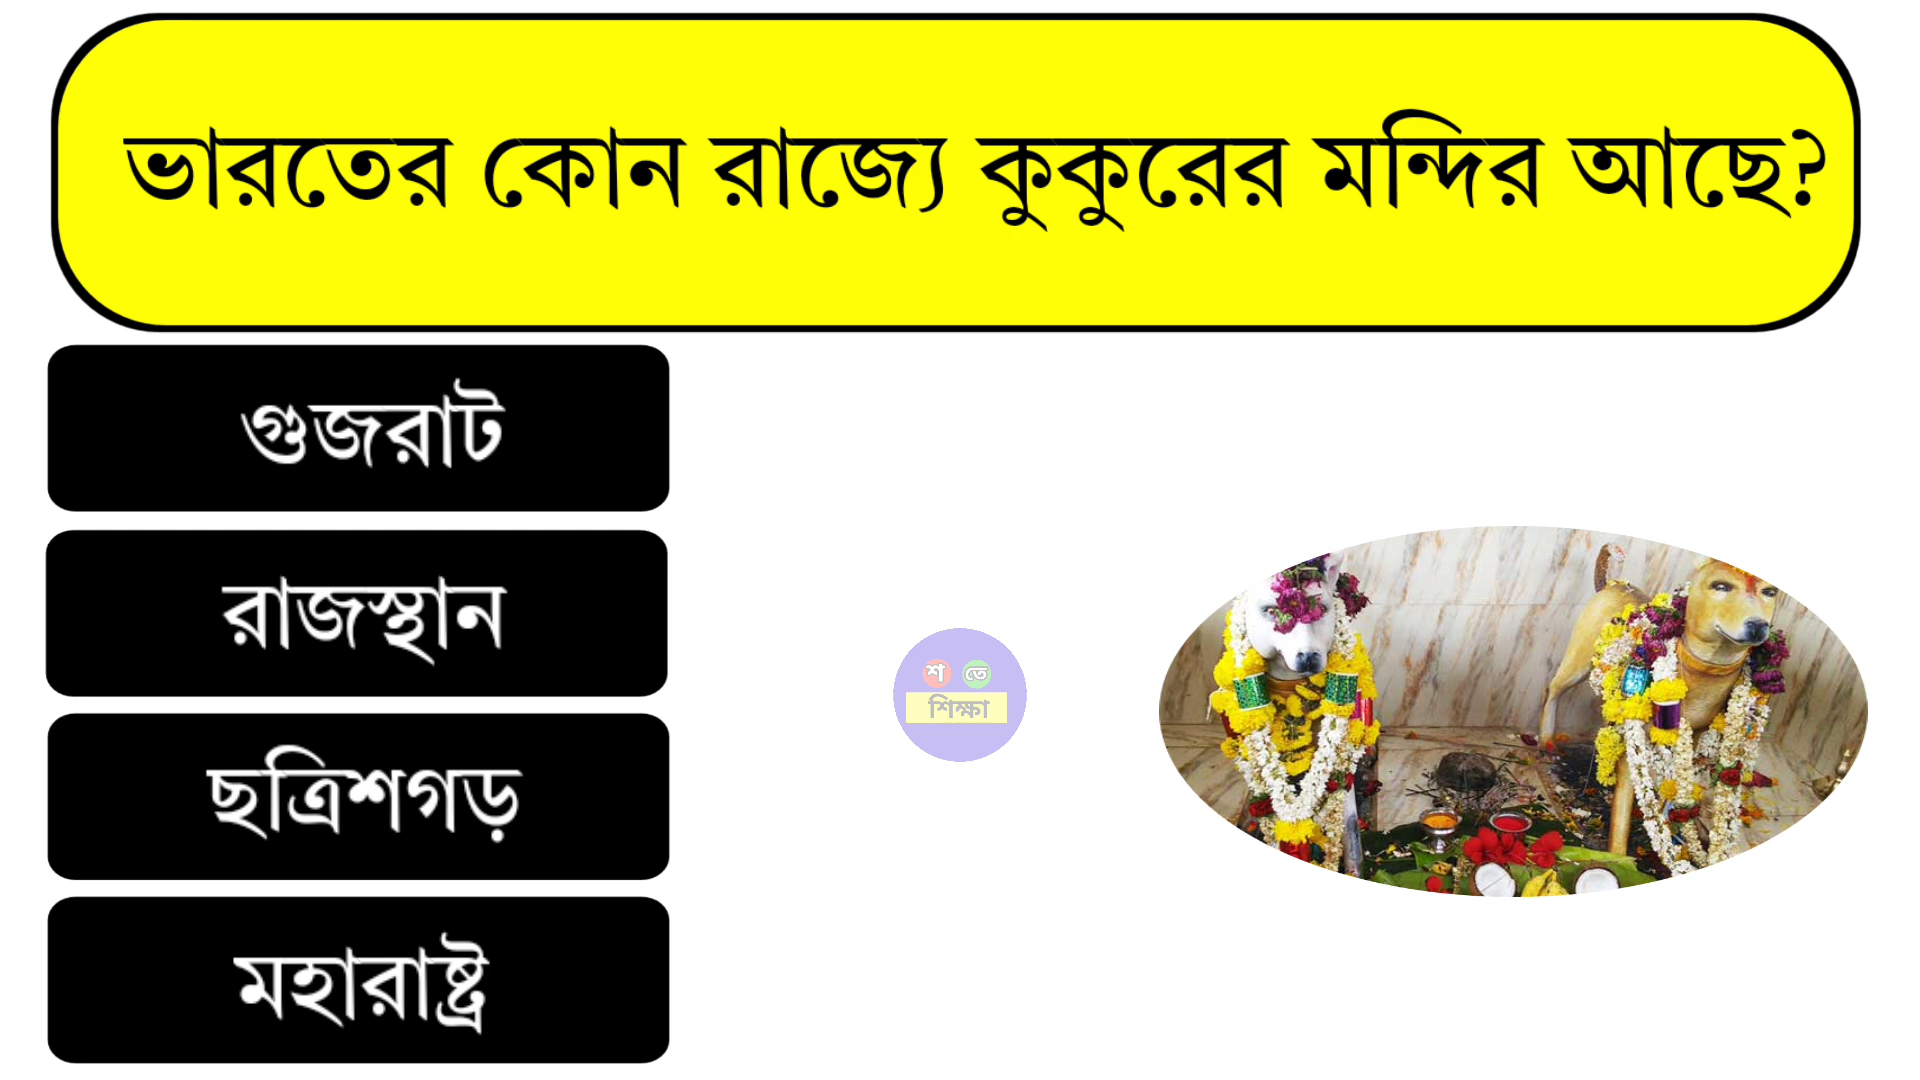 ভারতের কোন রাজ্যে কুকুরের মন্দির আছে?
গুজরাট
রাজস্থান
ছত্রিশগড়
মহারাষ্ট্র
শ তে
শিক্ষা